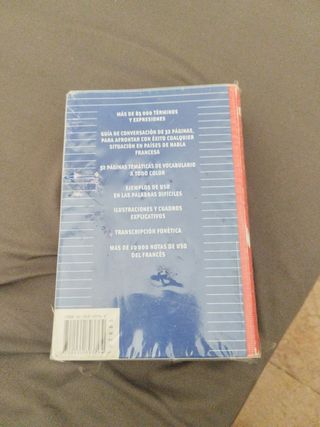 MÁS DE 85 000 TÉRMINOS
Y EXPRESIONES
GUÍA DE CONVERSACIÓN DE 32 PÁGINAS,
PARA AFRONTAR CON ÉXITO CUALQUIER
SITUACIÓN EN PAÍSES DE HABLA
FRANCESA
32 PÁGINAS TEMÁTICAS DE VOCABULARIO
A TODO COLOR
EJEMPLOS DE USO
EN LAS PALABRAS DIFÍCILES
ILUSTRACIONES Y CUADROS
EXPLICATIVOS
TRANSCRIPCIÓN FONÉTICA
MÁS DE 10 000 NOTAS DE USO
DEL FRANCÉS